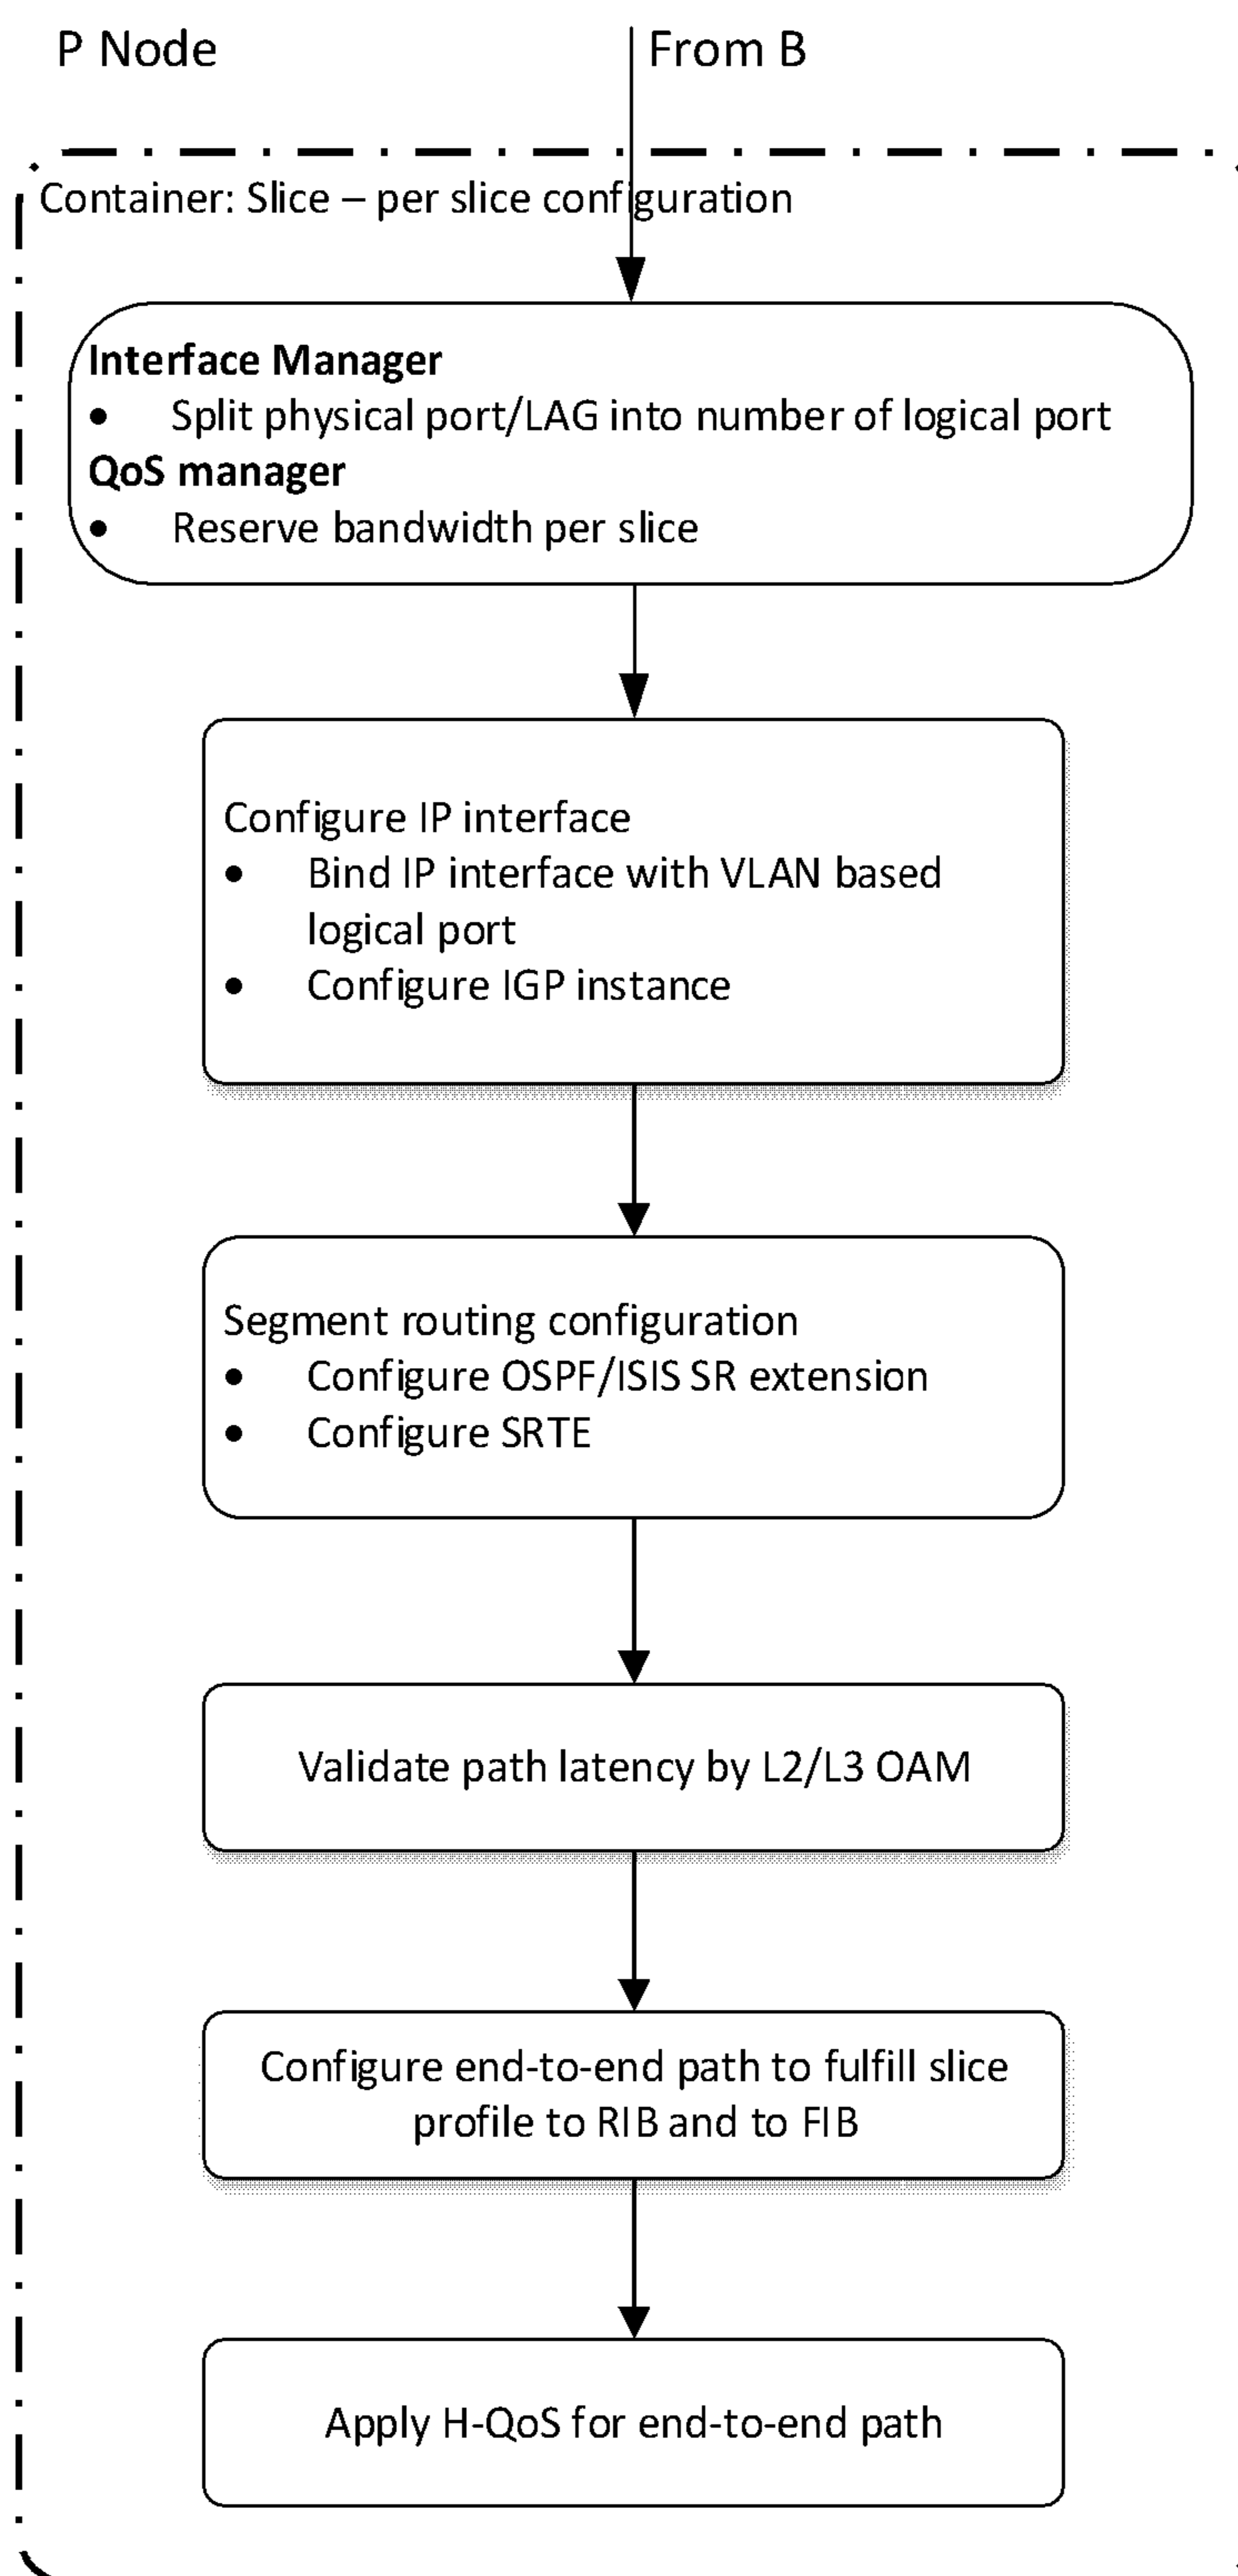 P Node
From B
Container: Slice – per slice configuration
Interface Manager
• Split physical port/LAG into number of logical port
QoS manager
• Reserve bandwidth per slice
Configure IP interface
• Bind IP interface with VLAN based
logical port
• Configure IGP instance
Segment routing configuration
• Configure OSPF/ISIS SR extension
• Configure SRTE
Validate path latency by L2/L3 OAM
Configure end-to-end path to fulfill slice
profile to RIB and to FIB
Apply H-QoS for end-to-end path